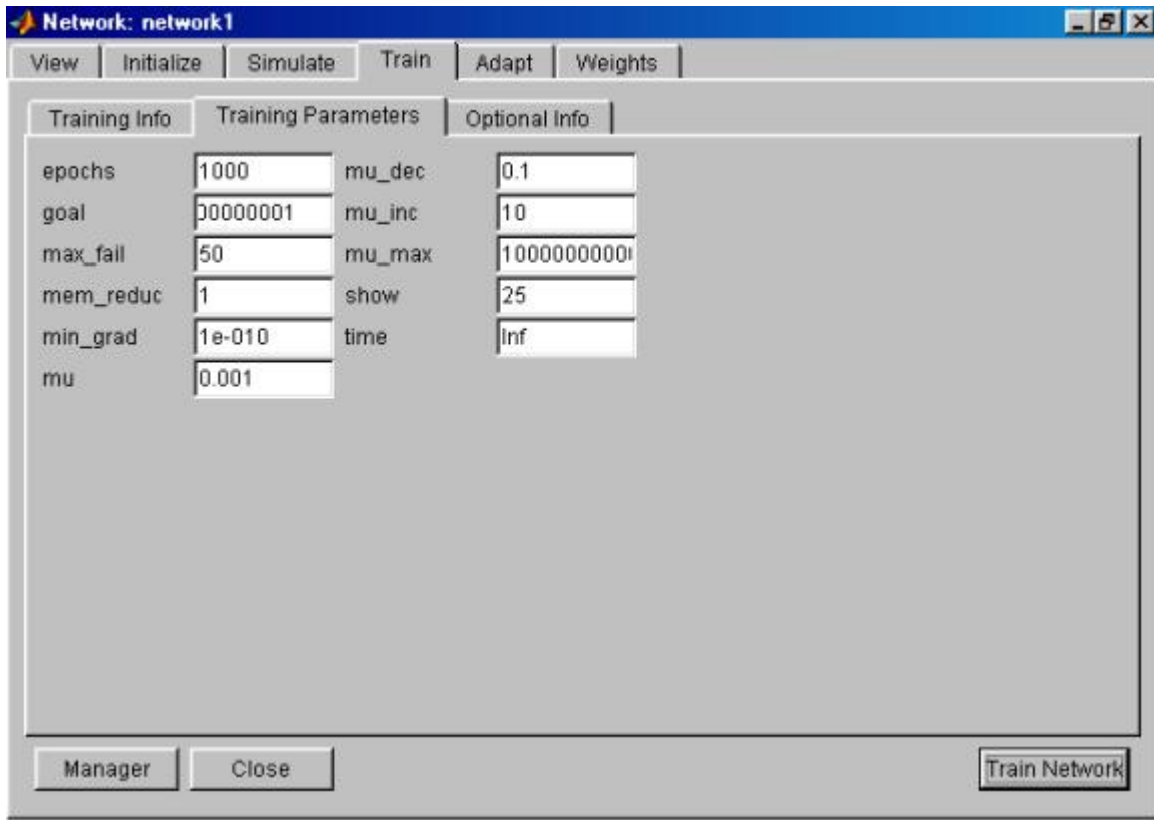 Network: network1
View Initialize Simulate Train Adapt Weights
Training Info Training Parameters Optional Info
epochs 1000 mu_dec 0.1
goal 00000001 mu_inc 10
max_fail 50 mu_max 10000000000
mem_reduc 1 show 25
min_grad 1e-010 time Inf
mu 0.001
Manager Close Train Network